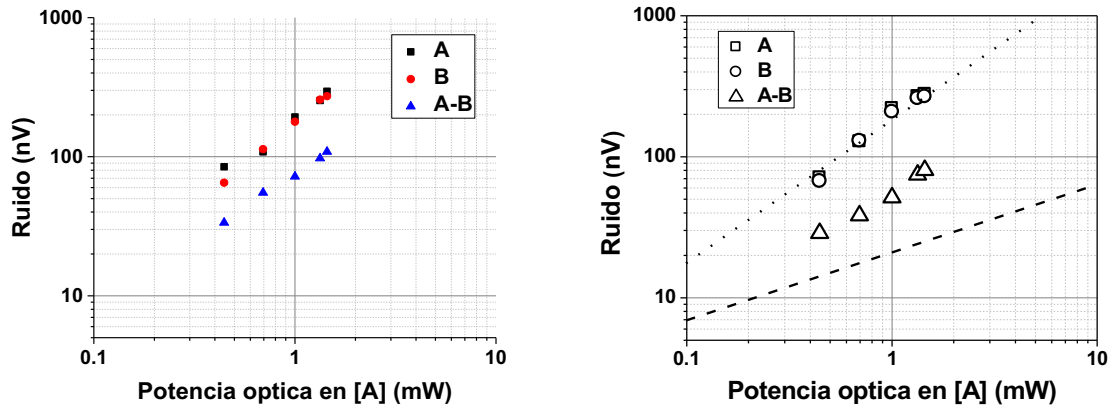 1000
100
10
Ruido (nV)
A
B
A-B
0.1
1
10
Potencia optica en [A] (mW)
1000
100
10
Ruido (nV)
A
B
A-B
0.1
1
10
Potencia optica en [A] (mW)